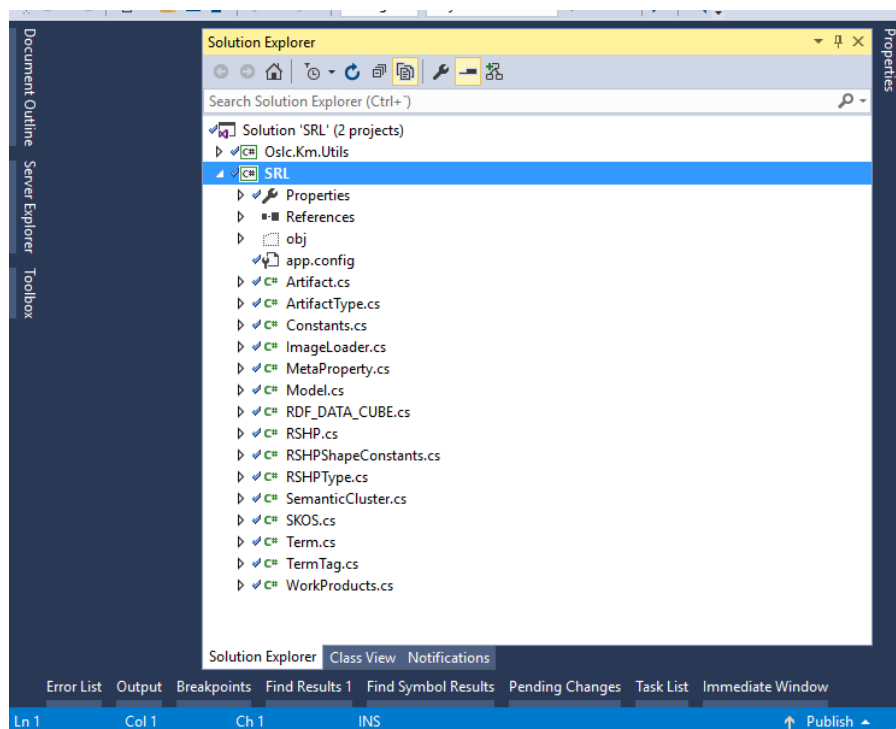 Document Outline
Server Explorer
Toolbox
Solution Explorer
Search Solution Explorer (Ctrl+`)
Solution 'SRL' (2 projects)
C# Oslc.Km.Utils
C# SRL
Properties
References
obj
app.config
C# Artifact.cs
C# ArtifactType.cs
C# Constants.cs
C# ImageLoader.cs
C# MetaProperty.cs
C# Model.cs
C# RDF_DATA_CUBE.cs
C# RSHP.cs
C# RSHPShapeConstants.cs
C# RSHPType.cs
C# SemanticCluster.cs
C# SKOS.cs
C# Term.cs
C# TermTag.cs
C# WorkProducts.cs
Solution Explorer Class View Notifications
Properties
Error List Output Breakpoints Find Results 1 Find Symbol Results Pending Changes Task List Immediate Window
Ln 1 Col 1 Ch 1 INS Publish